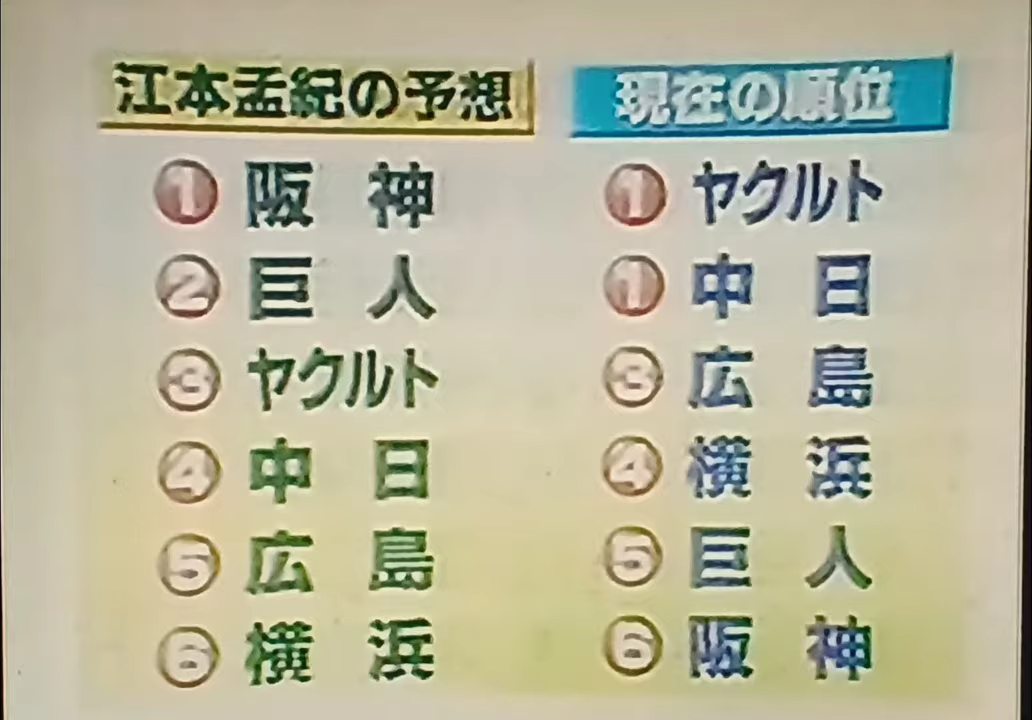 江本孟紀の予想
①阪神
②巨人
③ヤクルト
④中日
⑤広島
⑥横浜
現在の順位
①ヤクルト
①中日
③広島
④横浜
⑤巨人
⑥阪神